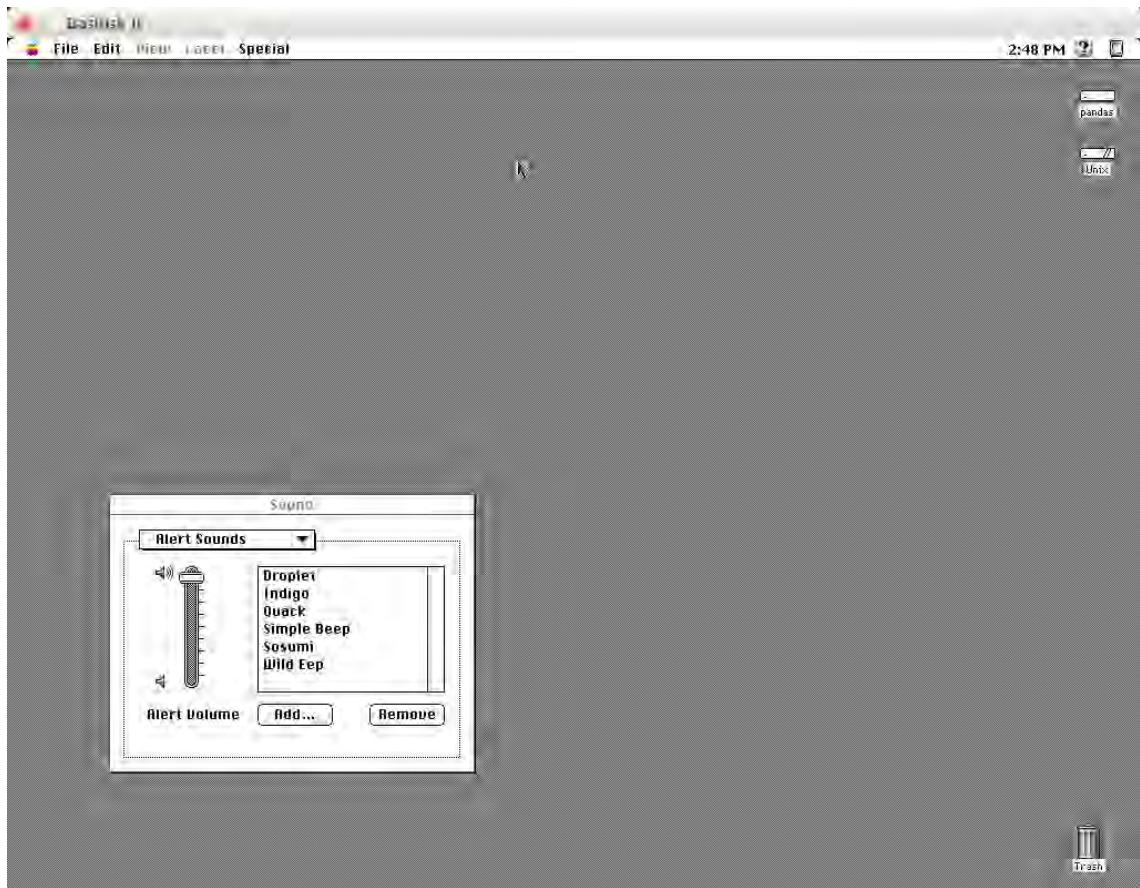 Basilisk II
File Edit View Label Special 2:48 PM
pandas
Unix
Sound
Alert Sounds
Droplet
Indigo
Quack
Simple Beep
Sosumi
Wild Eep
Alert Volume Add... Remove
Trash